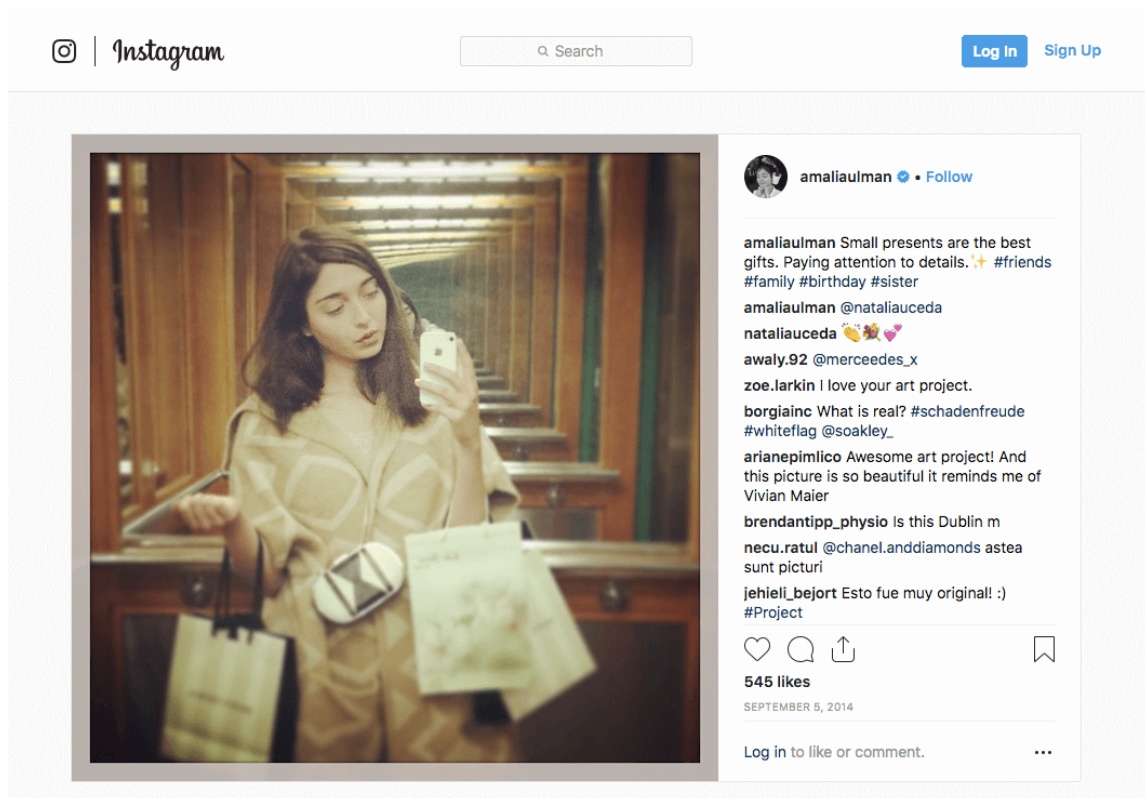 Instagram
Search
Log In
Sign Up
amaliaulman • Follow
amaliaulman Small presents are the best
gifts. Paying attention to details.✨ #friends
#family #birthday #sister
amaliaulman @nataliauceda
nataliauceda 👏💐💕
awaly.92 @merceedes_x
zoe.larkin I love your art project.
borgiainc What is real? #schadenfreude
#whiteflag @soakley_
arianepimlico Awesome art project! And
this picture is so beautiful it reminds me of
Vivian Maier
brendantipp_physio Is this Dublin m
necu.ratul @chanel.anddiamonds astea
sunt picturi
jehieli_bejort Esto fue muy original! :)
#Project
545 likes
SEPTEMBER 5, 2014
Log in to like or comment.